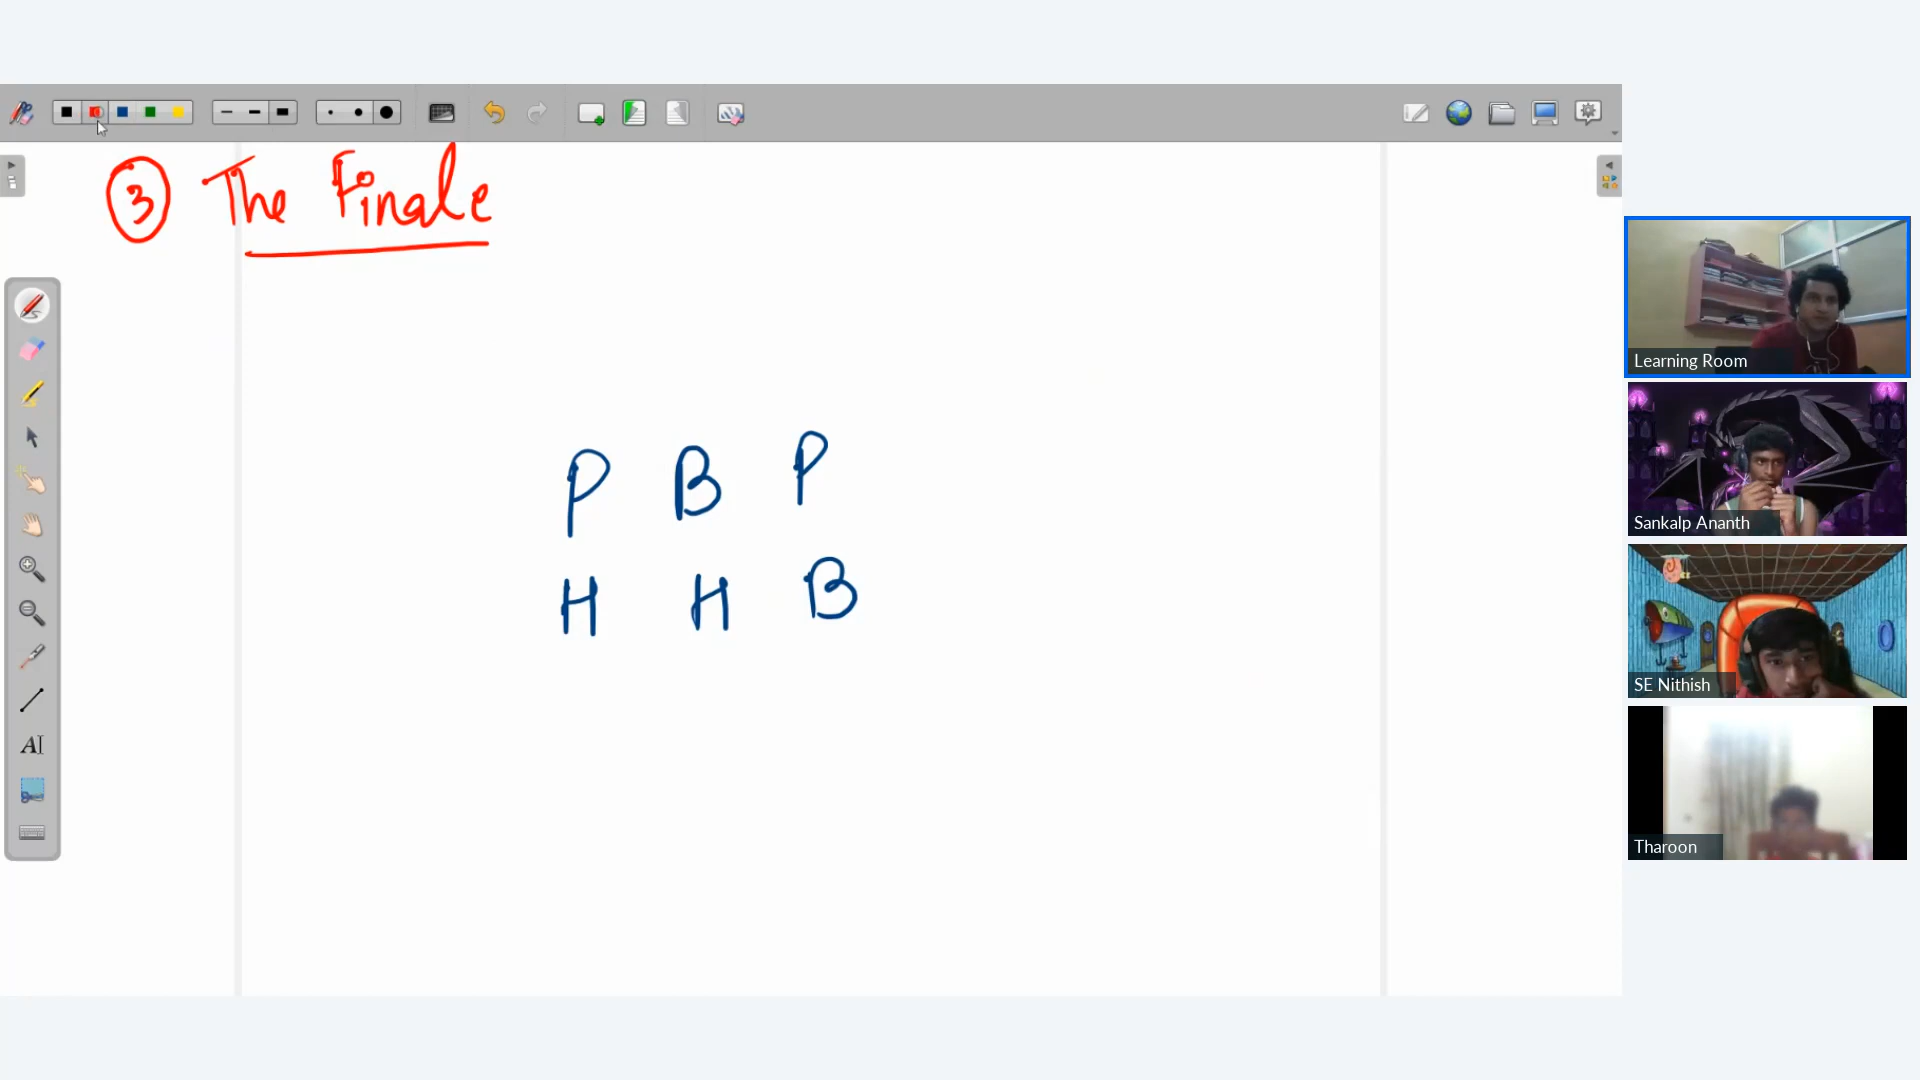 ③ The Finale
P B P
H H B
Learning Room
Sankalp Ananth
SE Nithish
Tharoon